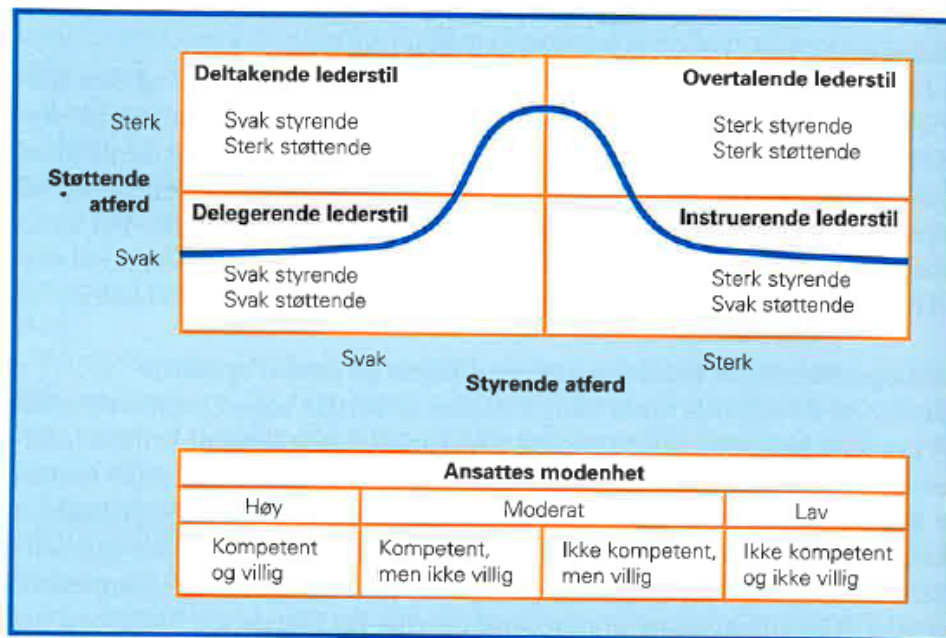 Deltakende lederstil
Svak styrende
Sterk støttende
Overtalende lederstil
Sterk styrende
Sterk støttende
Sterk
Støttende
atferd
Svak
Delegerende lederstil
Svak styrende
Svak støttende
Instruerende lederstil
Sterk styrende
Svak støttende
Svak
Sterk
Styrende atferd
Ansattes modenhet
Høy
Moderat
Lav
Kompetent
og villig
Kompetent,
men ikke villig
Ikke kompetent,
men villig
Ikke kompetent
og ikke villig